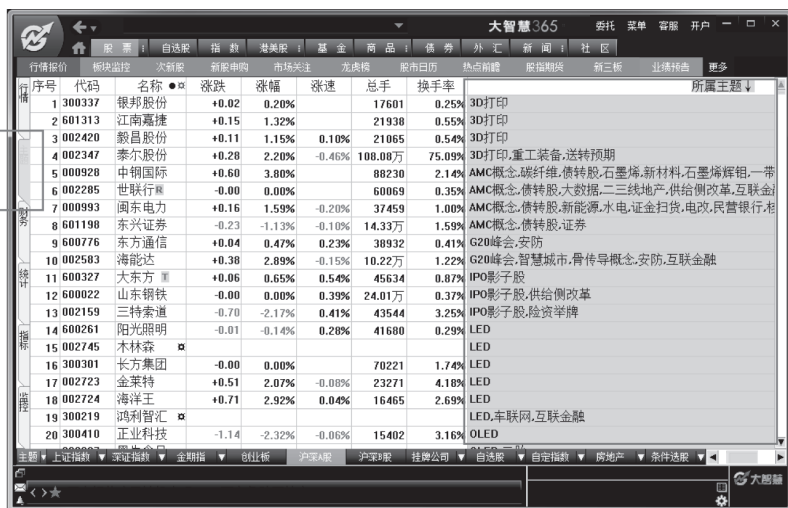 大智慧365 委托 菜单 客服 开户
股票 自选股 指数 港美股 基金 商品 债券 外汇 新闻 社区
行情报价 板块监控 次新股 新股申购 市场关注 龙虎榜 股市日历 热点前瞻 股指期货 新三板 业绩预告 更多
序号 代码 名称 涨跌 涨幅 涨速 总手 换手率 所属主题↓
1 300337 银邦股份 +0.02 0.20% 17601 0.25% 3D打印
2 601313 江南嘉捷 +0.15 1.32% 21938 0.55% 3D打印
3 002420 毅昌股份 +0.11 1.15% 0.10% 21065 0.54% 3D打印
4 002347 泰尔股份 +0.28 2.20% -0.46% 108.08万 75.09% 3D打印,重工装备,送转预期
5 000928 中钢国际 +0.60 3.80% 88230 2.14% AMC概念,碳纤维,债转股,石墨烯,新材料,石墨烯辉钼,一带
6 002285 世联行 R -0.00 0.00% 60069 0.35% AMC概念,债转股,大数据,二三线地产,供给侧改革,互联金
7 000993 闽东电力 +0.16 1.59% -0.20% 37459 1.00% AMC概念,债转股,新能源,水电,证金扫货,电改,民营银行,
8 601198 东兴证券 -0.23 -1.13% -0.10% 14.33万 1.59% AMC概念,债转股,证券
9 600776 东方通信 +0.04 0.47% 0.23% 38932 0.41% G20峰会,安防
10 002583 海能达 +0.38 2.89% -0.15% 10.22万 1.22% G20峰会,智慧城市,骨传导概念,安防,互联金融
11 600327 大东方 T +0.06 0.65% 0.54% 45634 0.87% IPO影子股
12 600022 山东钢铁 -0.00 0.00% 0.39% 24.01万 0.37% IPO影子股,供给侧改革
13 002159 三特索道 -0.70 -2.17% 0.41% 43544 3.25% IPO影子股,险资举牌
14 600261 阳光照明 -0.01 -0.14% 0.28% 41680 0.29% LED
15 002745 木林森 LED
16 300301 长方集团 -0.00 0.00% 70221 1.74% LED
17 002723 金莱特 +0.51 2.07% -0.08% 23271 4.18% LED
18 002724 海洋王 +0.71 2.92% 0.04% 16465 2.69% LED
19 300219 鸿利智汇 LED,车联网,互联金融
20 300410 正业科技 -1.14 -2.32% -0.06% 15402 3.16% OLED
行情
财务
统计
指标
监控
主题 上证指数 深证指数 金期指 创业板 沪深A股 沪深B股 挂牌公司 自选股 自定指数 房地产 条件选股
大智慧